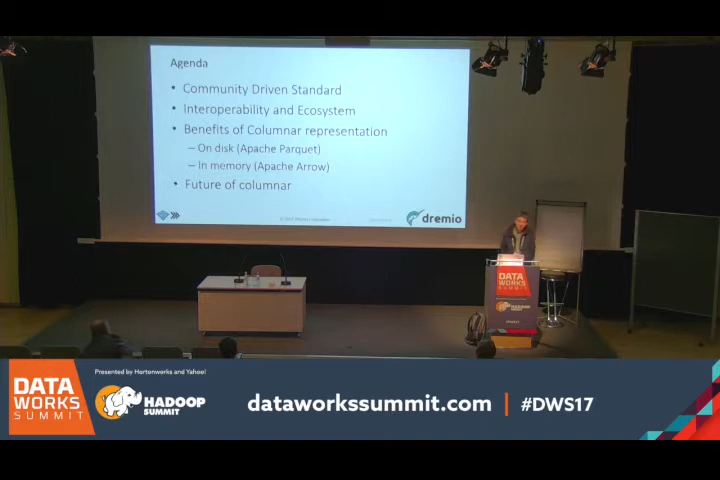 Agenda
• Community Driven Standard
• Interoperability and Ecosystem
• Benefits of Columnar representation
– On disk (Apache Parquet)
– In memory (Apache Arrow)
• Future of columnar
dremio
DATA
WORKS
SUMMIT
HADOOP
Presented by Hortonworks and Yahoo!
DATA
WORKS
SUMMIT
HADOOP
SUMMIT
dataworkssummit.com | #DWS17